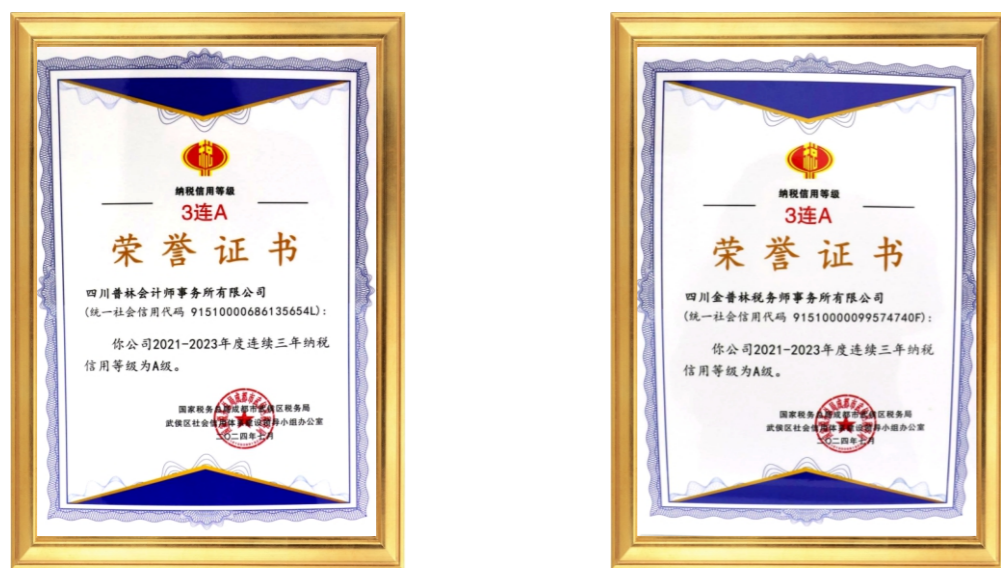 纳税信用等级
3连A
荣誉证书
四川普林会计师事务所有限公司
(统一社会信用代码 91510000686135654L):
你公司2021-2023年度连续三年纳税
信用等级为A级。
国家税务总局成都市武侯区税务局
武侯区社会信用体系建设领导小组办公室
二〇二四年七月
纳税信用等级
3连A
荣誉证书
四川金普林税务师事务所有限公司
(统一社会信用代码 91510000099574740F):
你公司2021-2023年度连续三年纳税
信用等级为A级。
国家税务总局成都市武侯区税务局
武侯区社会信用体系建设领导小组办公室
二〇二四年七月